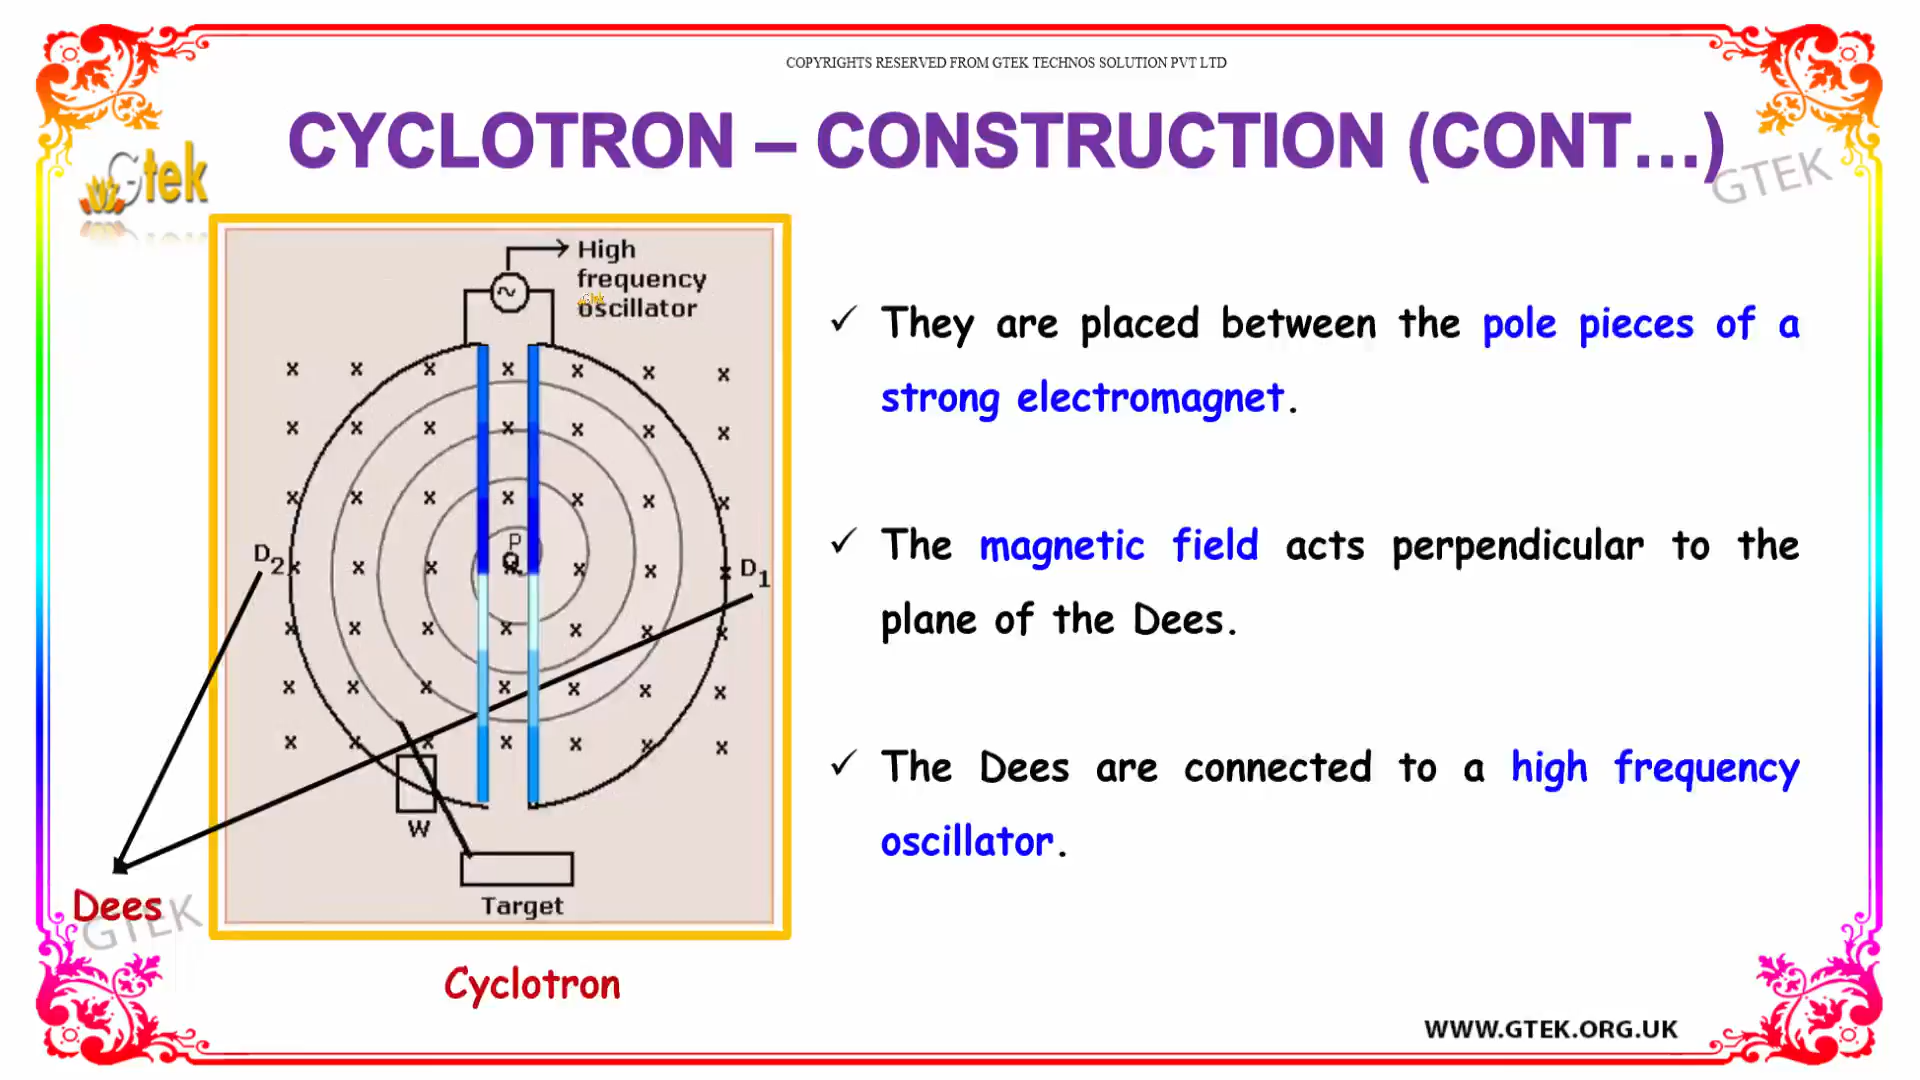 COPYRIGHTS RESERVED FROM GTEK TECHNOS SOLUTION PVT LTD
CYCLOTRON – CONSTRUCTION (CONT...)
Gtek
GTEK
High
frequency
oscillator
Gtek
✓ They are placed between the pole pieces of a
strong electromagnet.
✓ The magnetic field acts perpendicular to the
plane of the Dees.
✓ The Dees are connected to a high frequency
oscillator.
x x x x x x x
x x x x x x x
x x x x x x x
P
Q
D2 x x x x x x x D1
x x x x x x x
x x x x x x x
x x x x x x x
W
Target
Dees
GTEK
Cyclotron
WWW.GTEK.ORG.UK